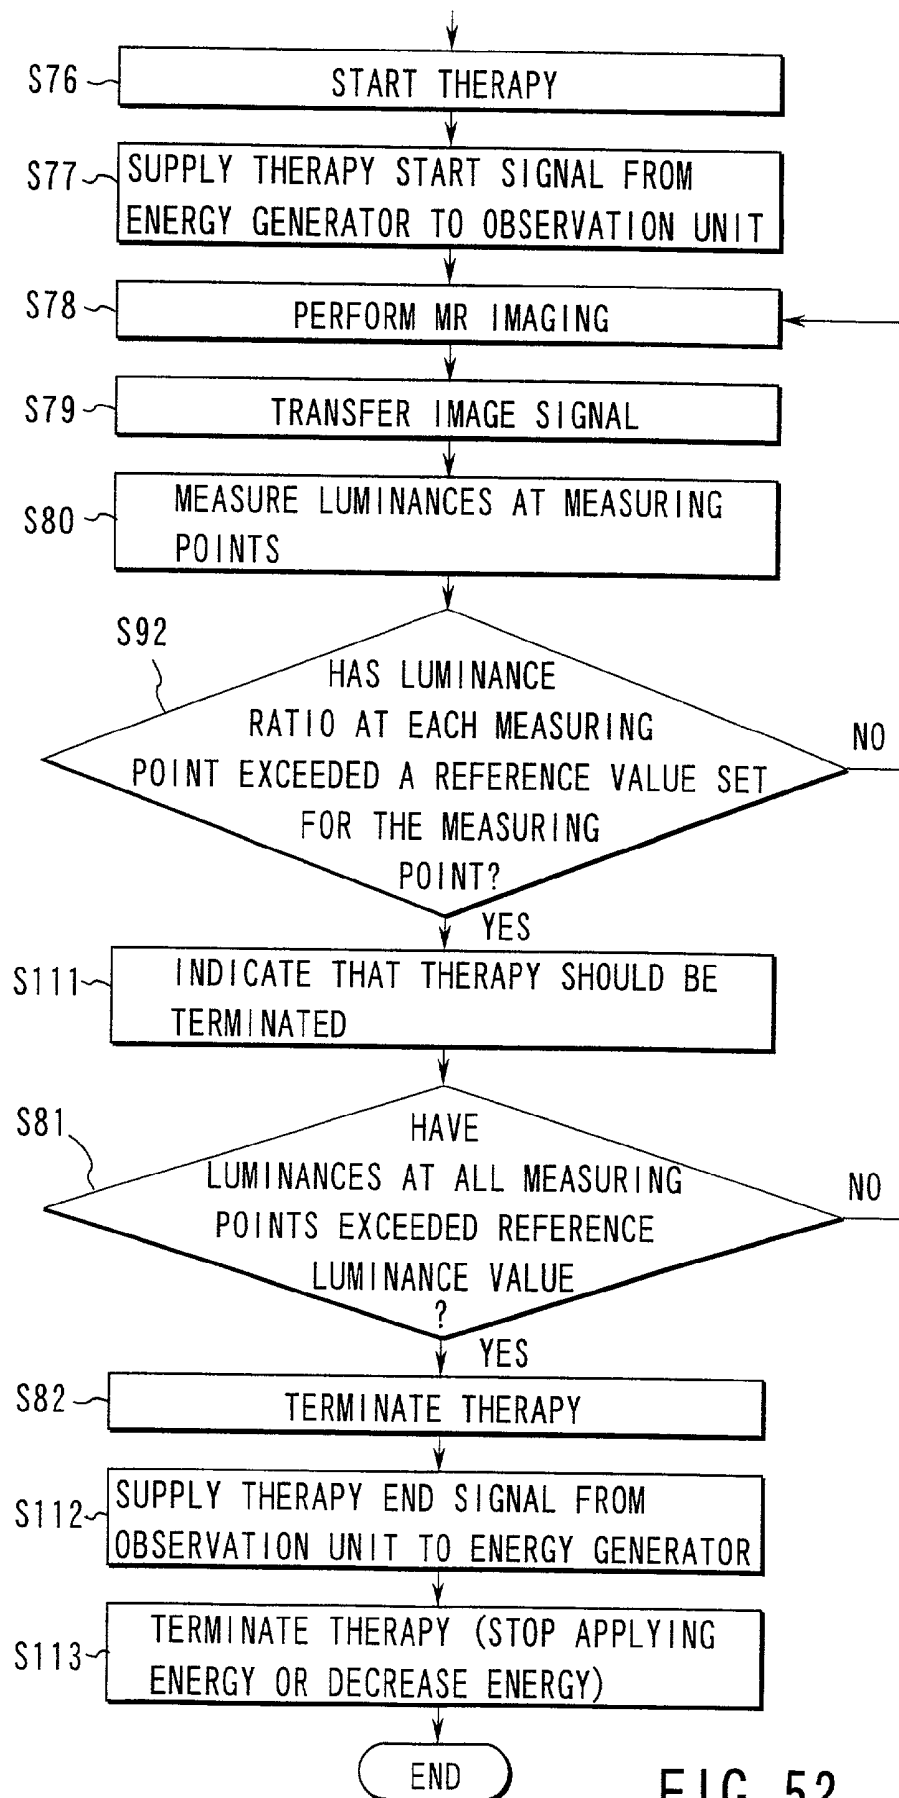 S76
START THERAPY
S77
SUPPLY THERAPY START SIGNAL FROM
ENERGY GENERATOR TO OBSERVATION UNIT
S78
PERFORM MR IMAGING
S79
TRANSFER IMAGE SIGNAL
S80
MEASURE LUMINANCES AT MEASURING
POINTS
S92
HAS LUMINANCE
RATIO AT EACH MEASURING
POINT EXCEEDED A REFERENCE VALUE SET
FOR THE MEASURING
POINT?
NO
YES
S111
INDICATE THAT THERAPY SHOULD BE
TERMINATED
S81
HAVE
LUMINANCES AT ALL MEASURING
POINTS EXCEEDED REFERENCE
LUMINANCE VALUE
?
NO
YES
S82
TERMINATE THERAPY
S112
SUPPLY THERAPY END SIGNAL FROM
OBSERVATION UNIT TO ENERGY GENERATOR
S113
TERMINATE THERAPY (STOP APPLYING
ENERGY OR DECREASE ENERGY)
END
FIG. 52